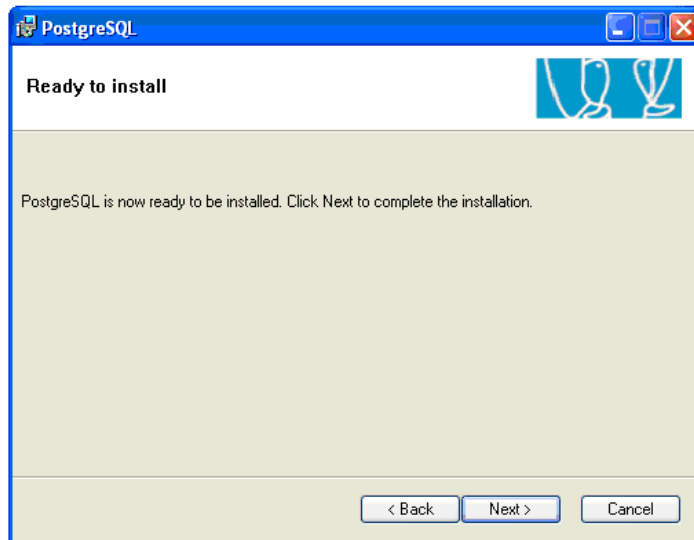 PostgreSQL
Ready to install
PostgreSQL is now ready to be installed. Click Next to complete the installation.
< Back Next > Cancel